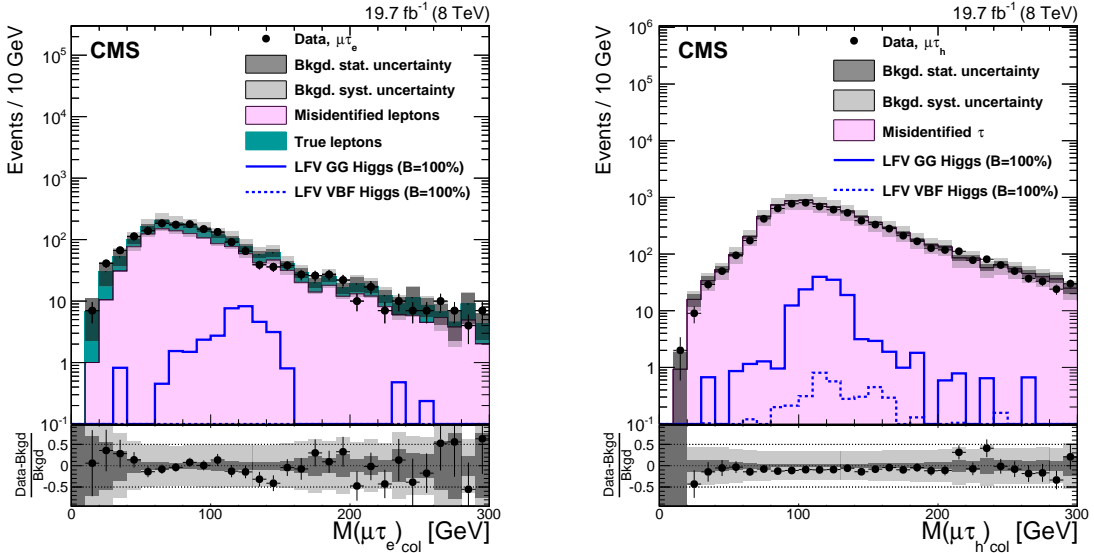 19.7 fb⁻¹ (8 TeV)
CMS
Events / 10 GeV
Data, μτₑ
Bkgd. stat. uncertainty
Bkgd. syst. uncertainty
Misidentified leptons
True leptons
LFV GG Higgs (B=100%)
LFV VBF Higgs (B=100%)
10⁵
10⁴
10³
10²
10
1
10⁻¹
Data-Bkgd
Bkgd
0.5
0
-0.5
0 100 200 300
M(μτₑ)col [GeV]
19.7 fb⁻¹ (8 TeV)
CMS
Events / 10 GeV
Data, μτₕ
Bkgd. stat. uncertainty
Bkgd. syst. uncertainty
Misidentified τ
LFV GG Higgs (B=100%)
LFV VBF Higgs (B=100%)
10⁶
10⁵
10⁴
10³
10²
10
1
10⁻¹
Data-Bkgd
Bkgd
0.5
0
-0.5
0 100 200 300
M(μτₕ)col [GeV]